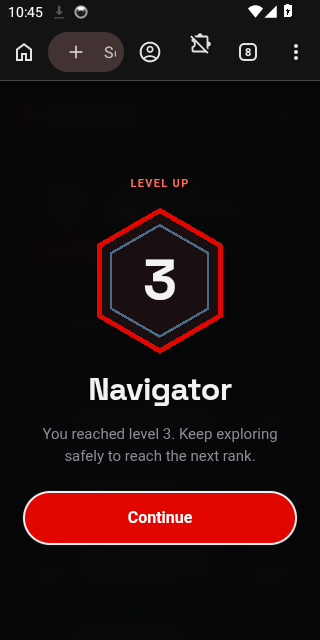 10:45
8
LEVEL UP
3
Navigator
You reached level 3. Keep exploring
safely to reach the next rank.
Continue